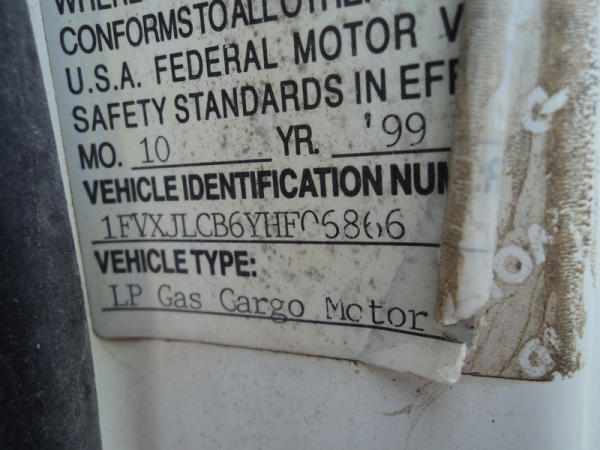 CONFORMS TO ALL OTHER
U.S.A. FEDERAL MOTOR V
SAFETY STANDARDS IN EFF
MO. 10 YR. '99
VEHICLE IDENTIFICATION NUM
1FVXJLCB6YHF06866
VEHICLE TYPE:
LP Gas Cargo Motor